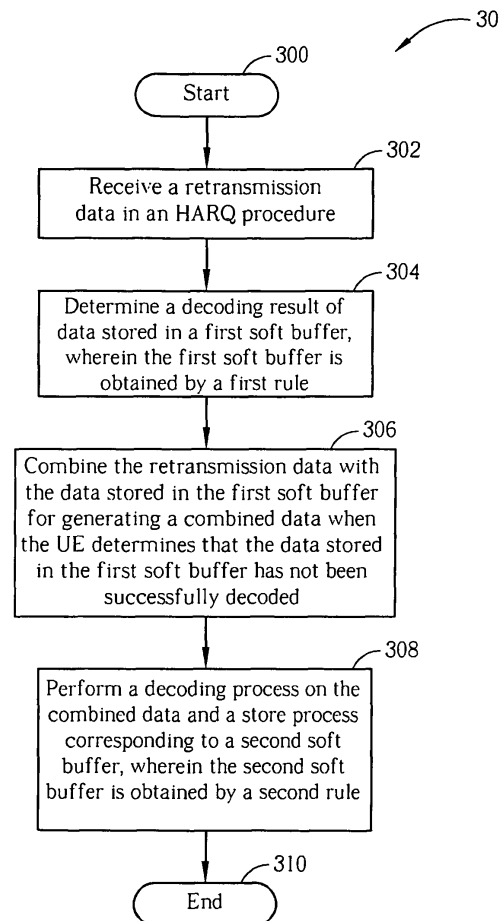 30
300
Start
302
Receive a retransmission
data in an HARQ procedure
304
Determine a decoding result of
data stored in a first soft buffer,
wherein the first soft buffer is
obtained by a first rule
306
Combine the retransmission data with
the data stored in the first soft buffer
for generating a combined data when
the UE determines that the data stored
in the first soft buffer has not been
successfully decoded
308
Perform a decoding process on the
combined data and a store process
corresponding to a second soft
buffer, wherein the second soft
buffer is obtained by a second rule
310
End